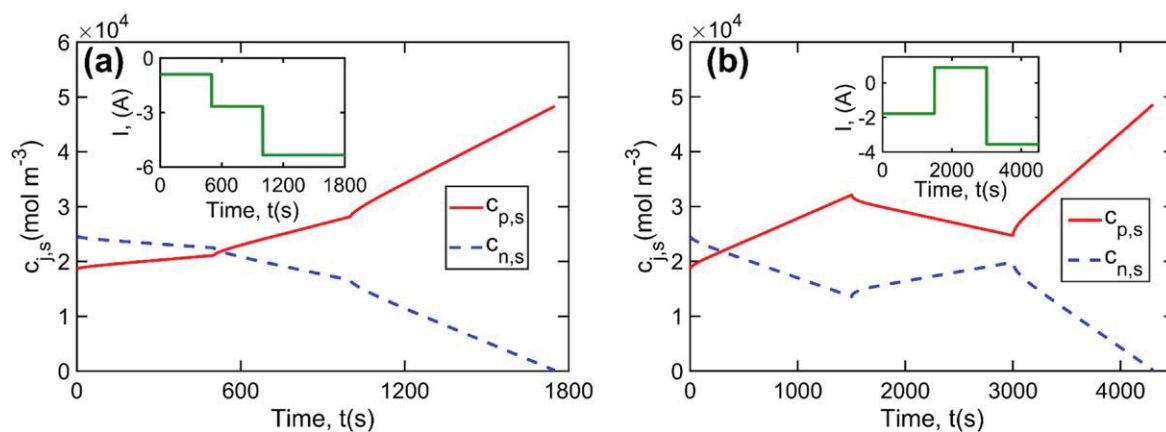 ×10⁴
(a)
6
5
4
3
2
1
0
c_j,s(mol m⁻³)
0
600
1200
1800
Time, t(s)
0
-3
-6
I, (A)
0 600 1200 1800
Time, t(s)
c_p,s
c_n,s
×10⁴
(b)
6
5
4
3
2
1
0
c_j,s(mol m⁻³)
0
1000
2000
3000
4000
Time, t(s)
0
-2
-4
I, (A)
0 2000 4000
Time, t(s)
c_p,s
c_n,s